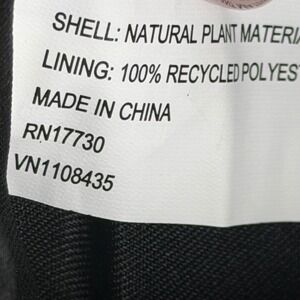 SHELL: NATURAL PLANT MATERIA
LINING: 100% RECYCLED POLYEST
MADE IN CHINA
RN17730
VN1108435